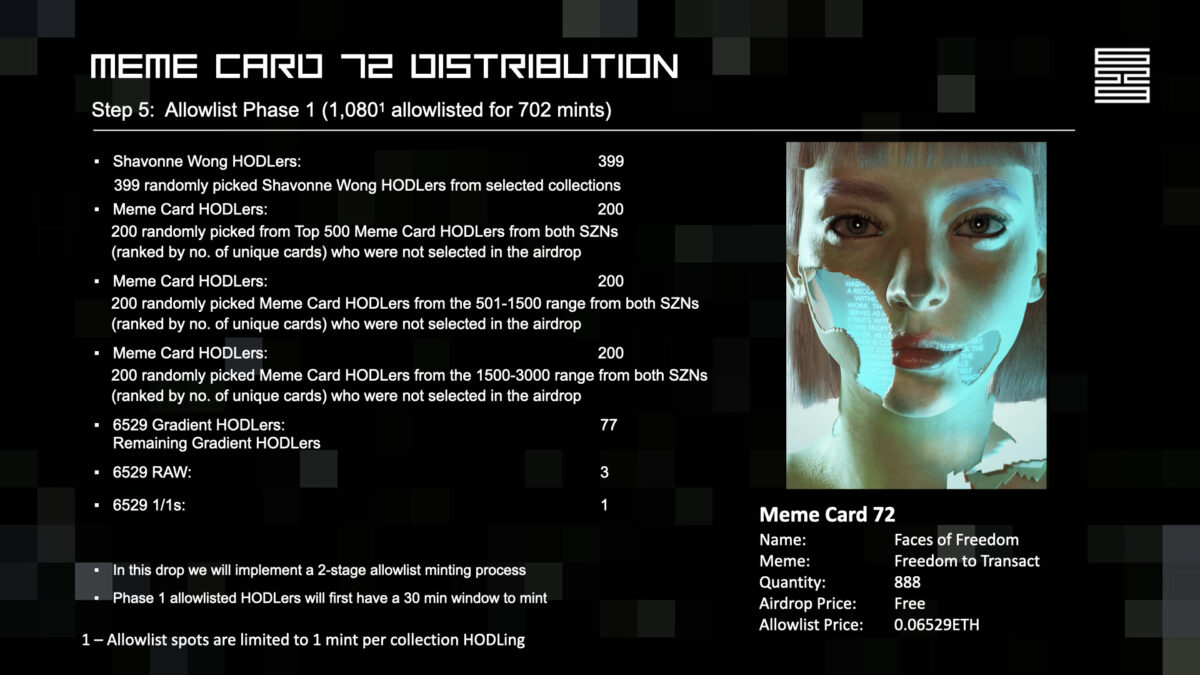 MEME CARD 72 DISTRIBUTION
Step 5: Allowlist Phase 1 (1,080¹ allowlisted for 702 mints)
▪ Shavonne Wong HODLers: 399
399 randomly picked Shavonne Wong HODLers from selected collections
▪ Meme Card HODLers: 200
200 randomly picked from Top 500 Meme Card HODLers from both SZNs
(ranked by no. of unique cards) who were not selected in the airdrop
▪ Meme Card HODLers: 200
200 randomly picked Meme Card HODLers from the 501-1500 range from both SZNs
(ranked by no. of unique cards) who were not selected in the airdrop
▪ Meme Card HODLers: 200
200 randomly picked Meme Card HODLers from the 1500-3000 range from both SZNs
(ranked by no. of unique cards) who were not selected in the airdrop
▪ 6529 Gradient HODLers: 77
Remaining Gradient HODLers
▪ 6529 RAW: 3
▪ 6529 1/1s: 1
▪ In this drop we will implement a 2-stage allowlist minting process
▪ Phase 1 allowlisted HODLers will first have a 30 min window to mint
1 – Allowlist spots are limited to 1 mint per collection HODLing
Meme Card 72
Name: Faces of Freedom
Meme: Freedom to Transact
Quantity: 888
Airdrop Price: Free
Allowlist Price: 0.06529ETH